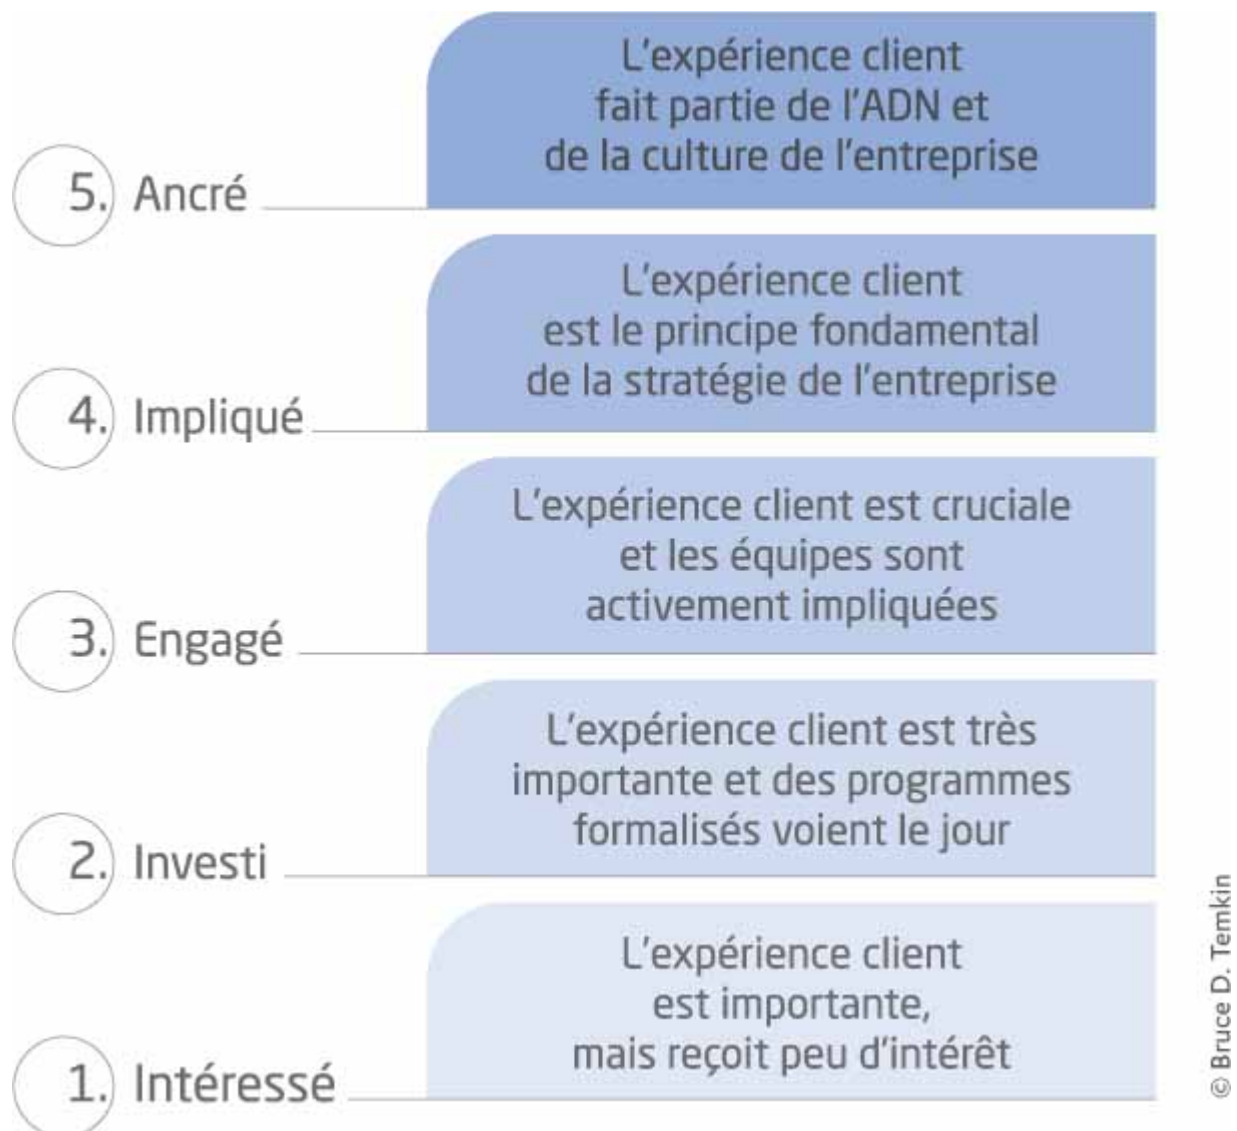 L'expérience client
fait partie de l'ADN et
de la culture de l'entreprise
5. Ancré
L'expérience client
est le principe fondamental
de la stratégie de l'entreprise
4. Impliqué
L'expérience client est cruciale
et les équipes sont
activement impliquées
3. Engagé
L'expérience client est très
importante et des programmes
formalisés voient le jour
2. Investi
L'expérience client
est importante,
mais reçoit peu d'intérêt
1. Intéressé
© Bruce D. Temkin